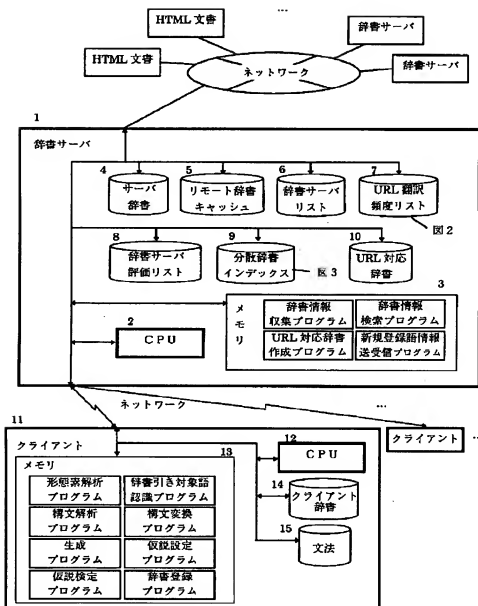 …
HTML 文書
HTML 文書
辞書サーバ
辞書サーバ
ネットワーク
1
辞書サーバ
4
サーバ
辞書
5
リモート辞書
キャッシュ
6
辞書サーバ
リスト
7
URL 翻訳
頻度リスト
図2
8
辞書サーバ
評価リスト
9
分散辞書
インデックス
図3
10
URL 対応
辞書
3
メモリ
辞書情報
収集プログラム
辞書情報
検索プログラム
URL 対応辞書
作成プログラム
新規登録語情報
送受信プログラム
2
CPU
ネットワーク
…
クライアント
…
11
クライアント
13
メモリ
形態素解析
プログラム
辞書引き対象語
認識プログラム
構文解析
プログラム
構文変換
プログラム
生成
プログラム
仮説設定
プログラム
仮説検定
プログラム
辞書登録
プログラム
12
CPU
14
クライアント
辞書
15
文法